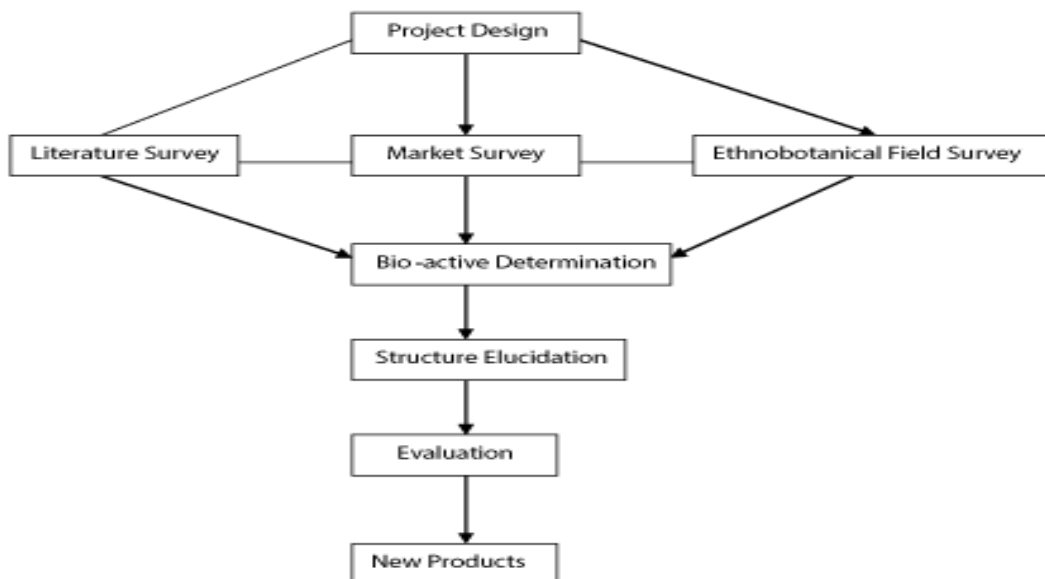 Project Design
Literature Survey
Market Survey
Ethnobotanical Field Survey
Bio-active Determination
Structure Elucidation
Evaluation
New Products